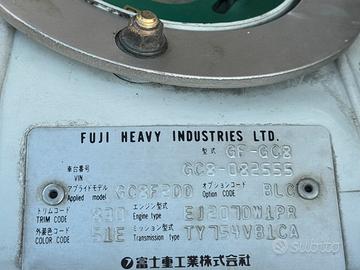 FUJI HEAVY INDUSTRIES LTD.
型式 GF-GC8
車台番号 VIN GC8-082555
アプライドモデル Applied model GC8F2DD オプションコード Option CODE BLC
トリムコード TRIM CODE 830 エンジン型式 Engine type EJ207DW1PR
外装色コード COLOR CODE 51E ミッション型式 Transmission type TY754VB1CA
富士重工業株式会社
SUBITO